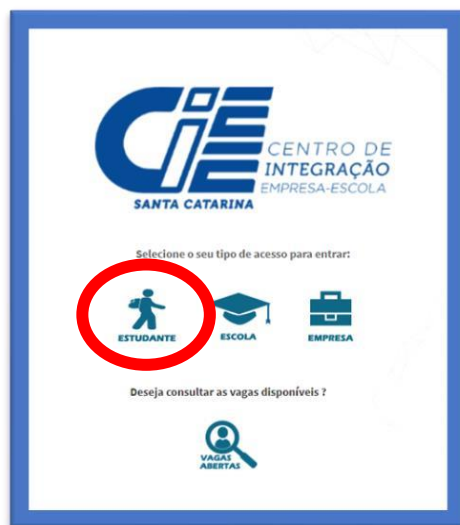 CIEE
CENTRO DE
INTEGRAÇÃO
EMPRESA-ESCOLA
SANTA CATARINA
Selecione o seu tipo de acesso para entrar:
ESTUDANTE
ESCOLA
EMPRESA
Deseja consultar as vagas disponíveis ?
VAGAS
ABERTAS